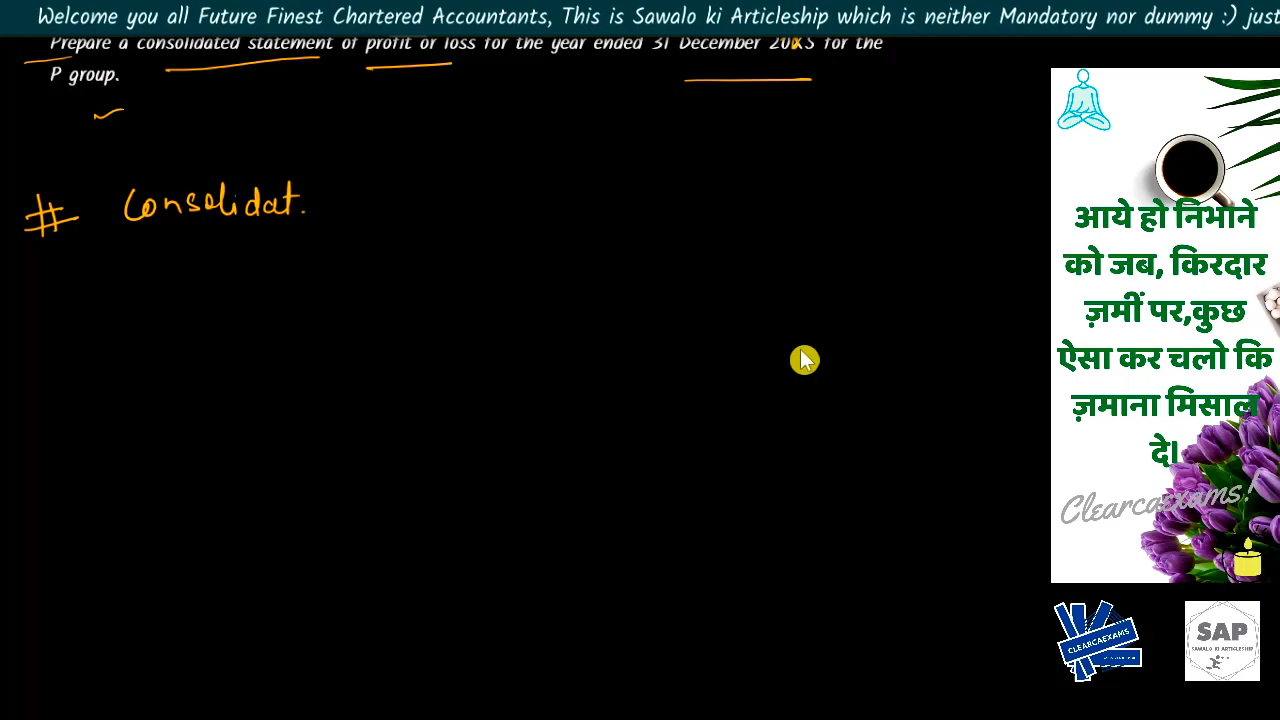 Welcome you all Future Finest Chartered Accountants, This is Sawalo ki Articleship which is neither Mandatory nor dummy :) just
Prepare a consolidated statement of profit or loss for the year ended 31 December for the
P group.
# Consolidat.
आये हो निभाने
को जब, किरदार
ज़मीं पर,कुछ
ऐसा कर चलो कि
ज़माना मिसाल
दे।
Clearcaexams!
CLEARCAEXAMS
SAP
SAWALO KI ARTICLESHIP